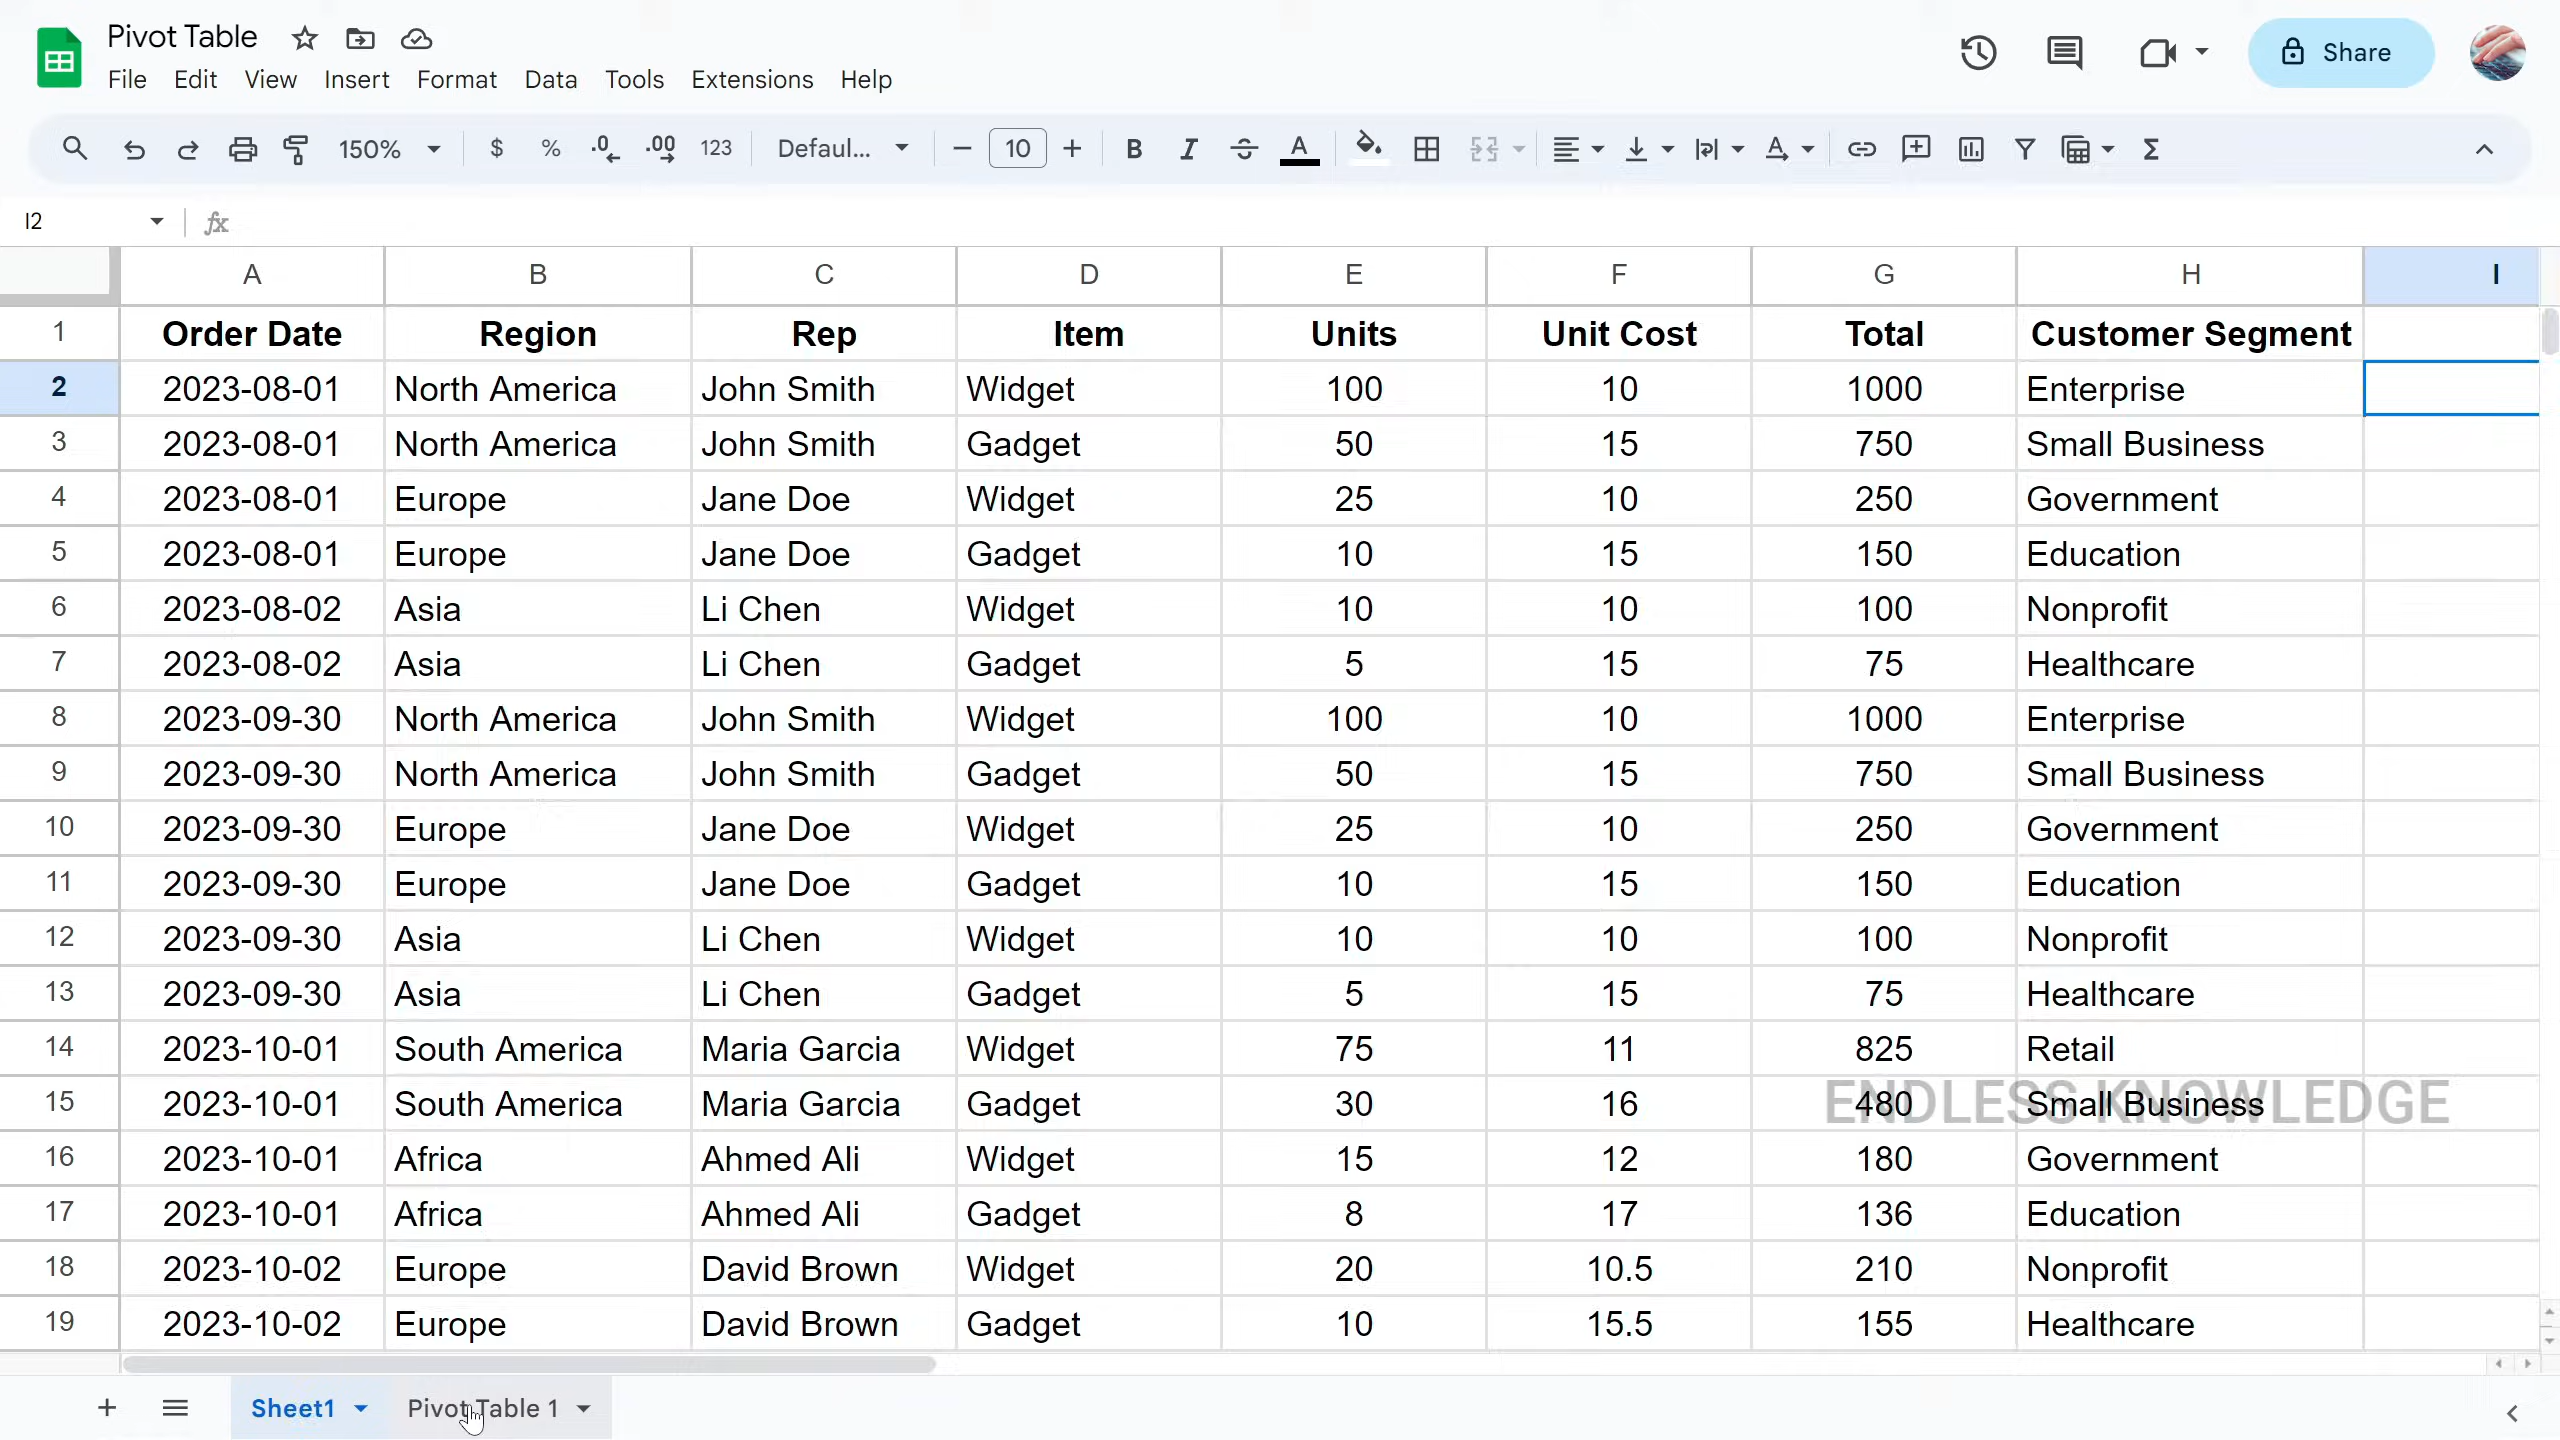 Pivot Table
File Edit View Insert Format Data Tools Extensions Help
Share
150% $ % .0 .00 123 Defaul... 10 B I A A Σ
I2 fx
A B C D E F G H I
1 Order Date Region Rep Item Units Unit Cost Total Customer Segment
2 2023-08-01 North America John Smith Widget 100 10 1000 Enterprise
3 2023-08-01 North America John Smith Gadget 50 15 750 Small Business
4 2023-08-01 Europe Jane Doe Widget 25 10 250 Government
5 2023-08-01 Europe Jane Doe Gadget 10 15 150 Education
6 2023-08-02 Asia Li Chen Widget 10 10 100 Nonprofit
7 2023-08-02 Asia Li Chen Gadget 5 15 75 Healthcare
8 2023-09-30 North America John Smith Widget 100 10 1000 Enterprise
9 2023-09-30 North America John Smith Gadget 50 15 750 Small Business
10 2023-09-30 Europe Jane Doe Widget 25 10 250 Government
11 2023-09-30 Europe Jane Doe Gadget 10 15 150 Education
12 2023-09-30 Asia Li Chen Widget 10 10 100 Nonprofit
13 2023-09-30 Asia Li Chen Gadget 5 15 75 Healthcare
14 2023-10-01 South America Maria Garcia Widget 75 11 825 Retail
15 2023-10-01 South America Maria Garcia Gadget 30 16 480 Small Business
ENDLESS KNOWLEDGE
16 2023-10-01 Africa Ahmed Ali Widget 15 12 180 Government
17 2023-10-01 Africa Ahmed Ali Gadget 8 17 136 Education
18 2023-10-02 Europe David Brown Widget 20 10.5 210 Nonprofit
19 2023-10-02 Europe David Brown Gadget 10 15.5 155 Healthcare
Sheet1 Pivot Table 1